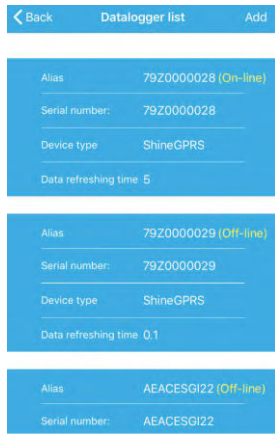 Back Datalogger list Add
Alias 79Z0000028 (On-line)
Serial number: 79Z0000028
Device type ShineGPRS
Data refreshing time 5
Alias 79Z0000029 (Off-line)
Serial number: 79Z0000029
Device type ShineGPRS
Data refreshing time 0.1
Alias AEACESGI22 (Off-line)
Serial number: AEACESGI22